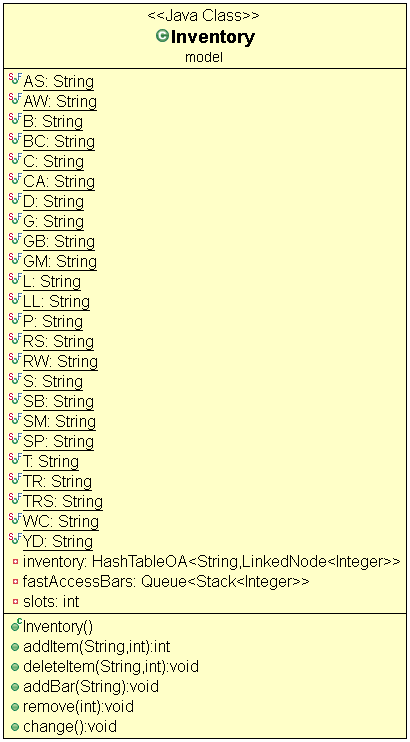 <<Java Class>>
Inventory
model
AS: String
AW: String
B: String
BC: String
C: String
CA: String
D: String
G: String
GB: String
GM: String
L: String
LL: String
P: String
RS: String
RW: String
S: String
SB: String
SM: String
SP: String
T: String
TR: String
TRS: String
WC: String
YD: String
inventory: HashTableOA<String,LinkedNode<Integer>>
fastAccessBars: Queue<Stack<Integer>>
slots: int
Inventory()
addItem(String,int):int
deleteItem(String,int):void
addBar(String):void
remove(int):void
change():void